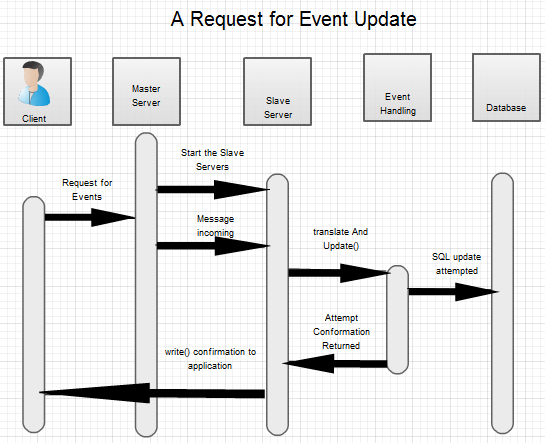 A Request for Event Update
Client
Master
Server
Slave
Server
Event
Handling
Database
Start the Slave
Servers
Request for
Events
Message
incoming
translate And
Update()
SQL update
attempted
Attempt
Conformation
Returned
write() confirmation to
application